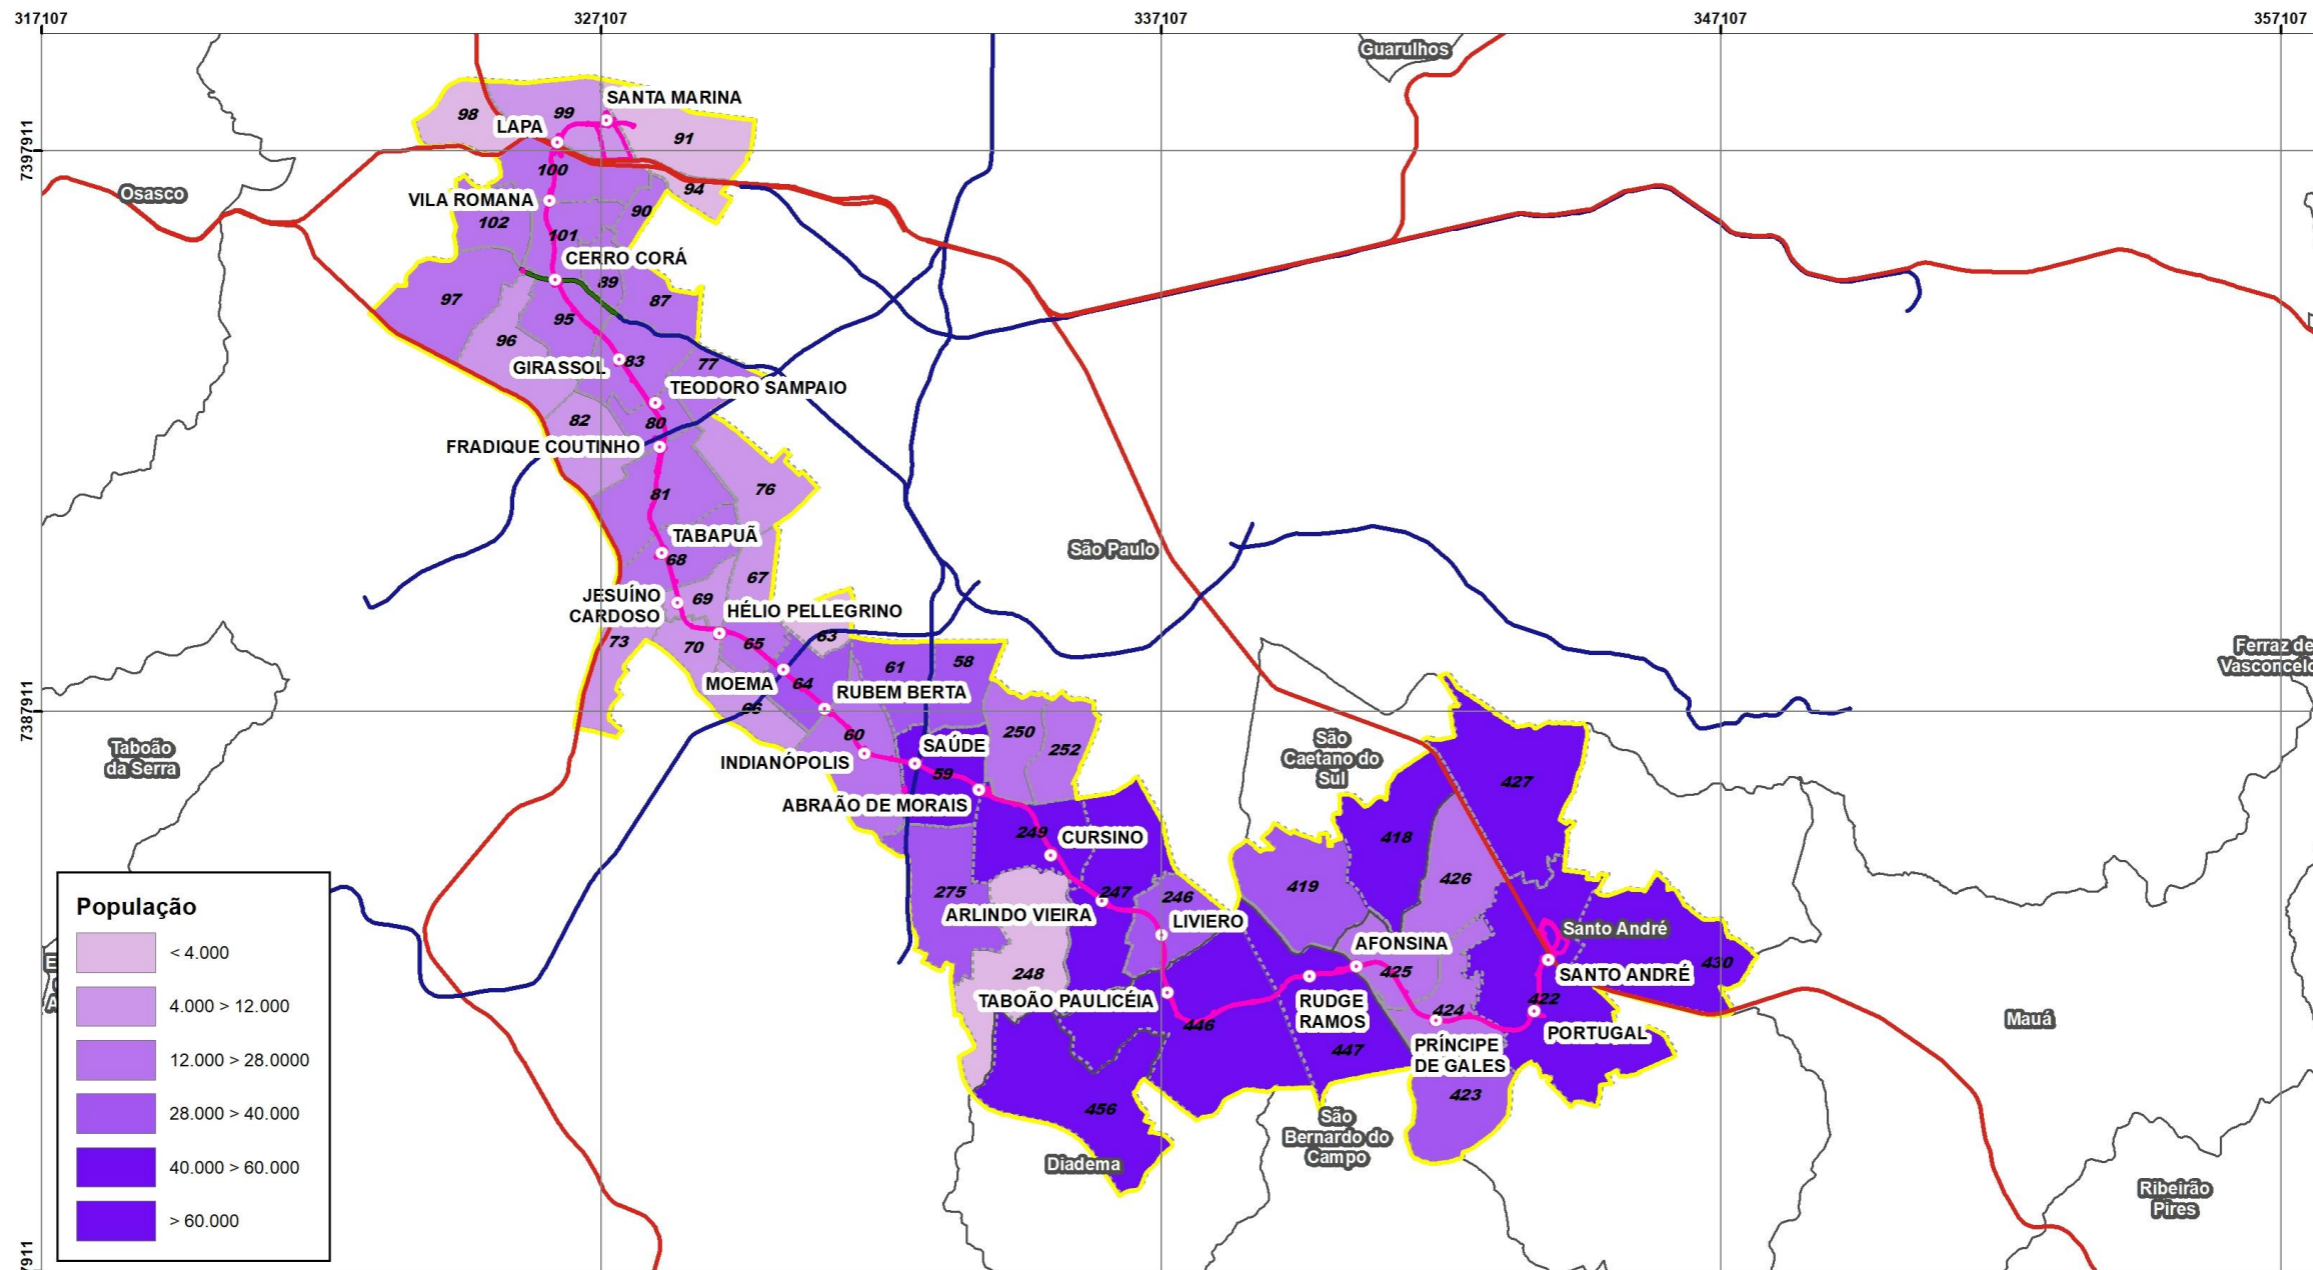 317107
327107
337107
347107
357107
Guarulhos
SANTA MARINA
98
99
LAPA
91
7397911
100
94
Osasco
VILA ROMANA
90
102
101
CERRO CORÁ
89
97
87
95
96
83
77
GIRASSOL
TEODORO SAMPAIO
82
80
FRADIQUE COUTINHO
76
81
TABAPUÃ
São Paulo
68
67
JESUÍNO
CARDOSO
69
HÉLIO PELLEGRINO
73
70
65
63
Ferraz de
Vasconcelo
61
58
MOEMA
64
RUBEM BERTA
66
7387911
60
250
252
SAÚDE
INDIANÓPOLIS
59
Taboão
da Serra
São
Caetano do
Sul
427
ABRAÃO DE MORAIS
249
CURSINO
418
275
247
246
419
426
ARLINDO VIEIRA
LIVIERO
Santo André
AFONSINA
248
425
SANTO ANDRÉ
430
TABOÃO PAULICÉIA
RUDGE
RAMOS
422
424
446
Mauá
PORTUGAL
447
PRÍNCIPE
DE GALES
423
456
São
Bernardo do
Campo
Diadema
Ribeirão
Pires
E
A
7911
População
< 4.000
4.000 > 12.000
12.000 > 28.0000
28.000 > 40.000
40.000 > 60.000
> 60.000